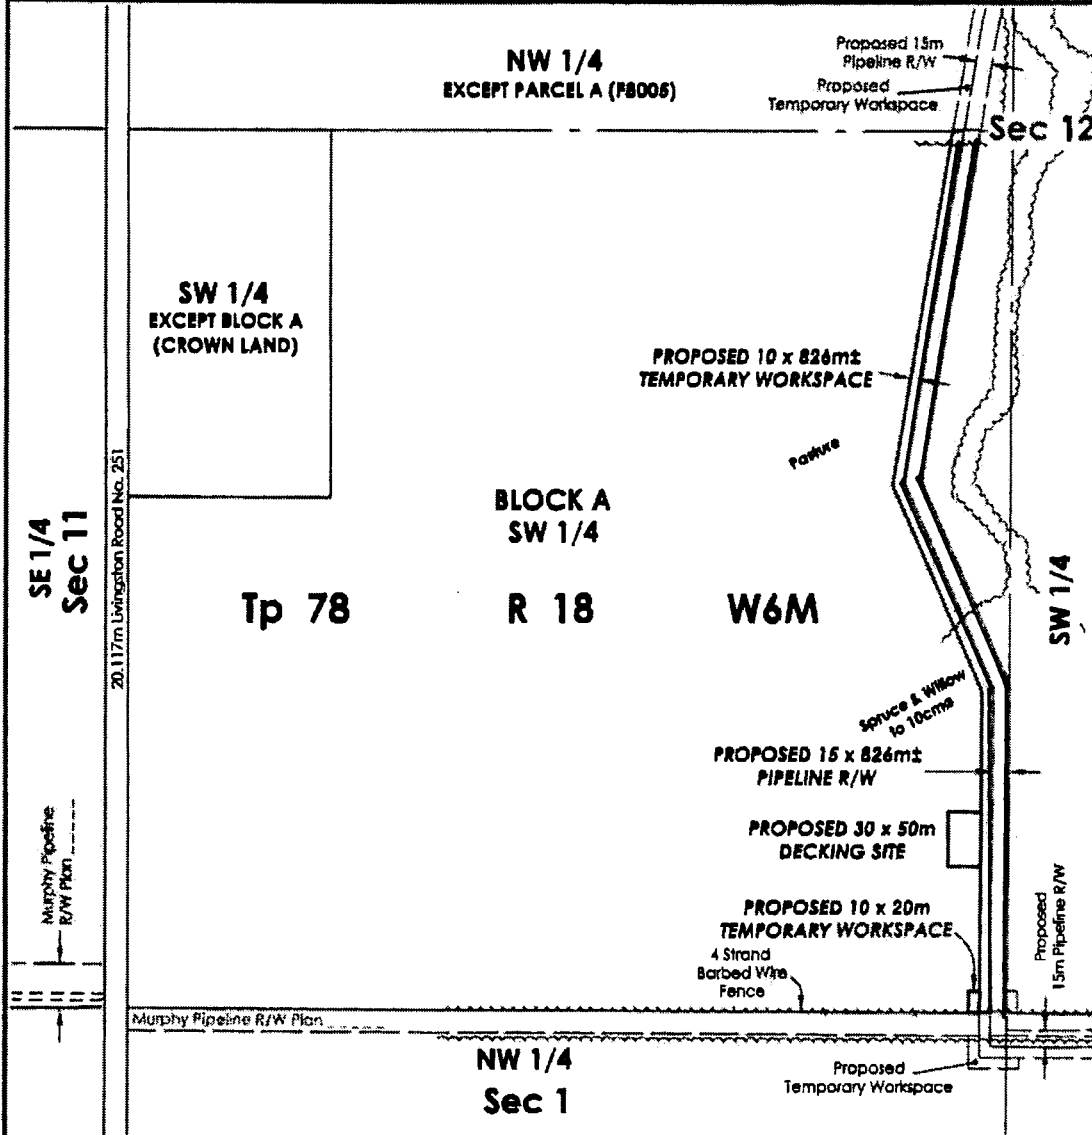 NW 1/4
EXCEPT PARCEL A (FB005)
Proposed 15m
Pipeline R/W
Proposed
Temporary Workspace
Sec 12
SW 1/4
EXCEPT BLOCK A
(CROWN LAND)
PROPOSED 10 x 826m±
TEMPORARY WORKSPACE
Pasture
BLOCK A
SW 1/4
SE 1/4
Sec 11
20.117m Livingston Road No. 251
Tp 78
R 18
W6M
SW 1/4
Spruce & Willow
to 10cmø
PROPOSED 15 x 826m±
PIPELINE R/W
PROPOSED 30 x 50m
DECKING SITE
Murphy Pipeline
R/W Plan
PROPOSED 10 x 20m
TEMPORARY WORKSPACE
4 Strand
Barbed Wire
Fence
Proposed
15m Pipeline R/W
Murphy Pipeline R/W Plan
NW 1/4
Sec 1
Proposed
Temporary Workspace